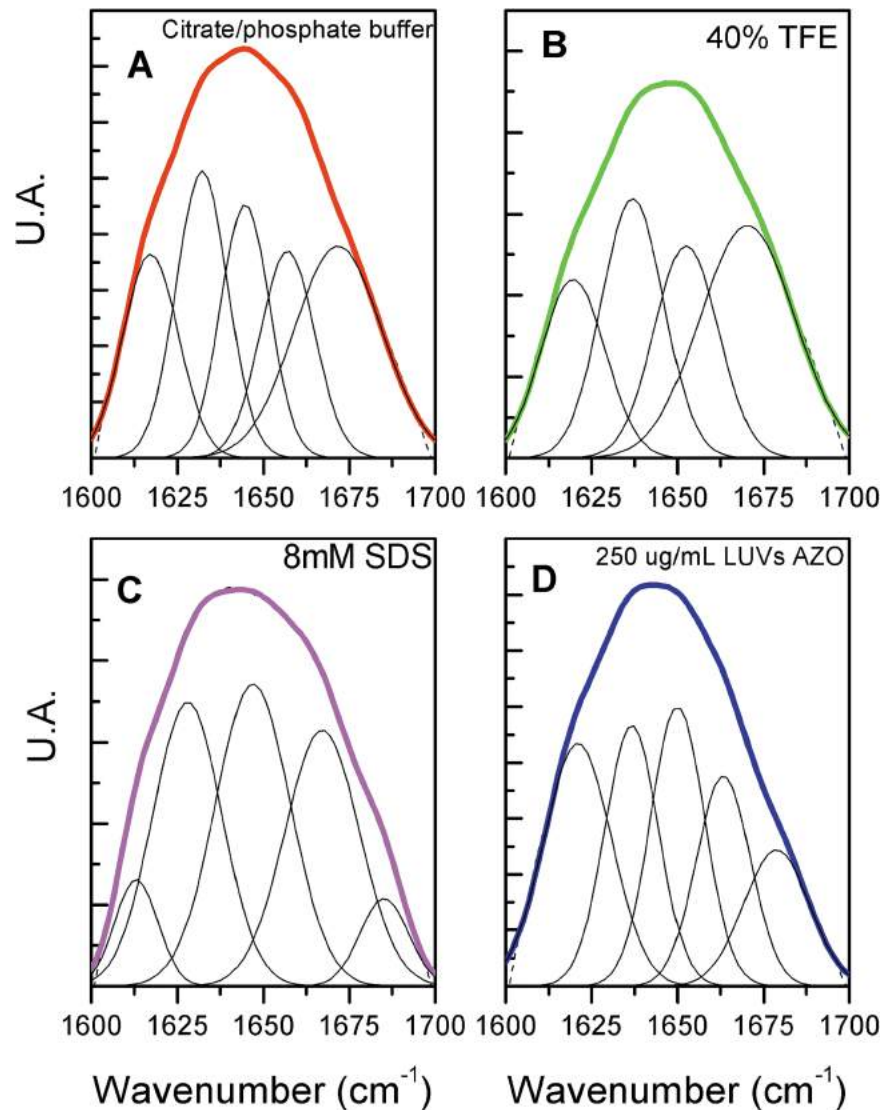 Citrate/phosphate buffer
A
U.A.
1600 1625 1650 1675 1700
40% TFE
B
1600 1625 1650 1675 1700
8mM SDS
C
U.A.
1600 1625 1650 1675 1700
Wavenumber (cm⁻¹)
250 ug/mL LUVs AZO
D
1600 1625 1650 1675 1700
Wavenumber (cm⁻¹)